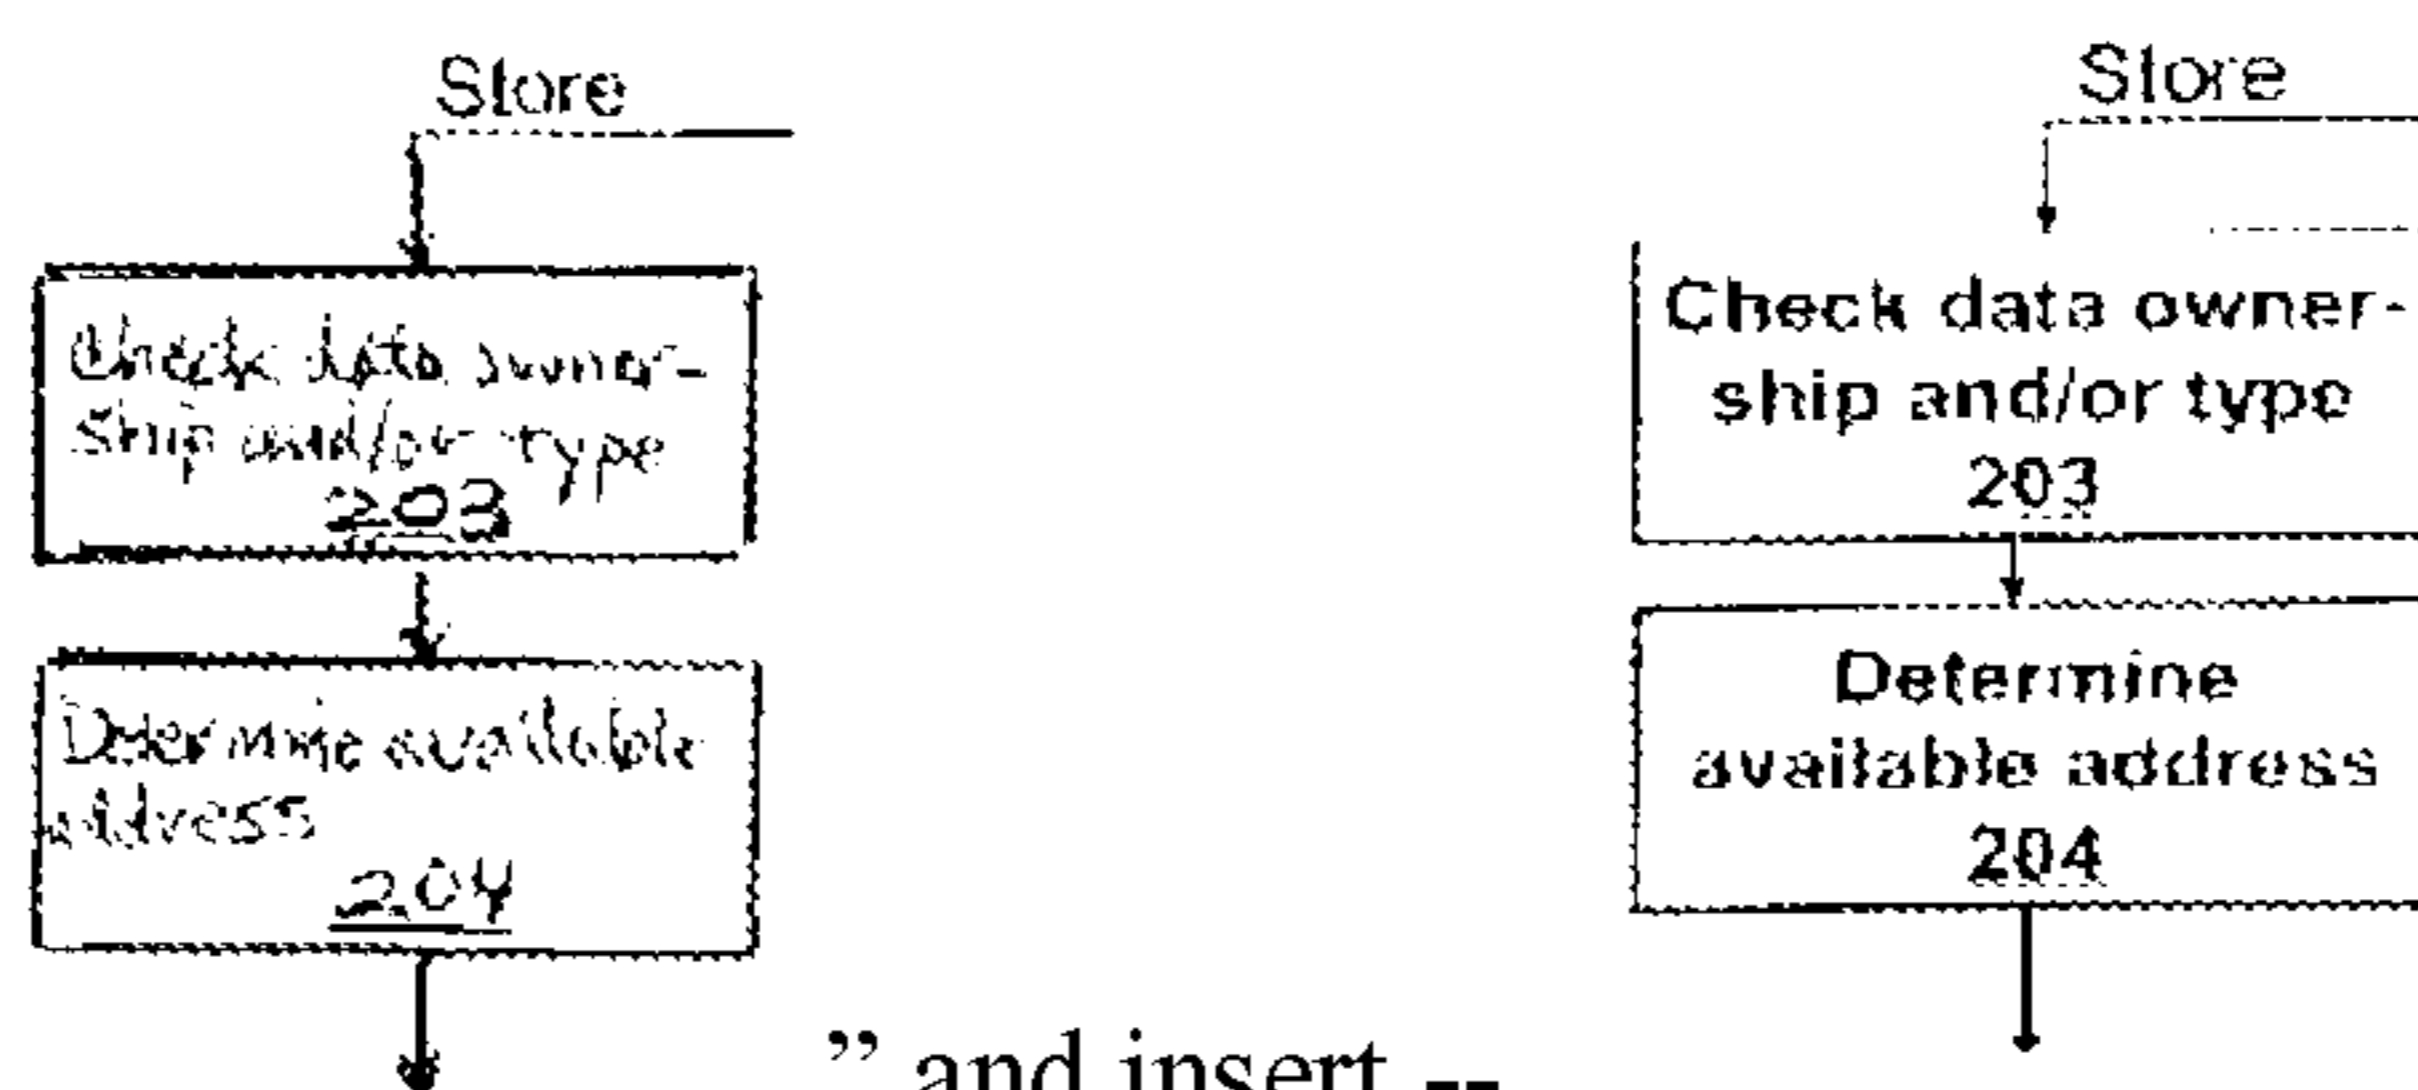 Store
Check data owner-
ship and/or type
203
Determine available
address
204
” and insert --
Store
Check data owner-
ship and/or type
203
Determine
available address
204